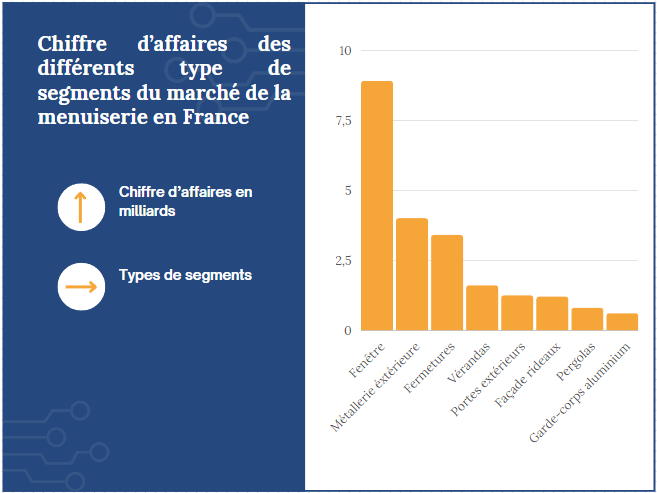 Chiffre d'affaires des
différents type de
segments du marché de la
menuiserie en France
Chiffre d'affaires en
milliards
Types de segments
10
7,5
5
2,5
0
Fenêtre
Métallerie éxtérieure
Fermetures
Vérandas
Portes extérieurs
Façade rideaux
Pergolas
Garde-corps aluminium